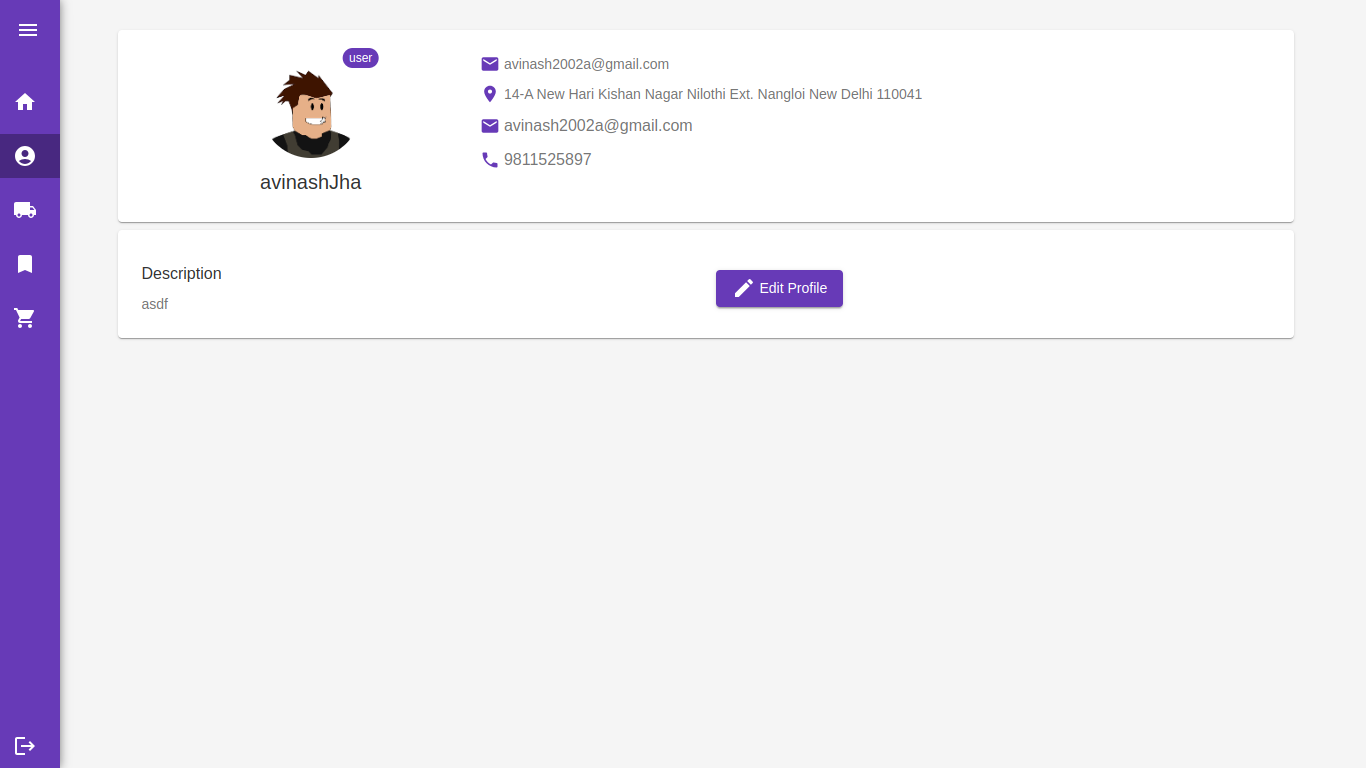 user
avinashJha
avinash2002a@gmail.com
14-A New Hari Kishan Nagar Nilothi Ext. Nangloi New Delhi 110041
avinash2002a@gmail.com
9811525897
Description
asdf
Edit Profile